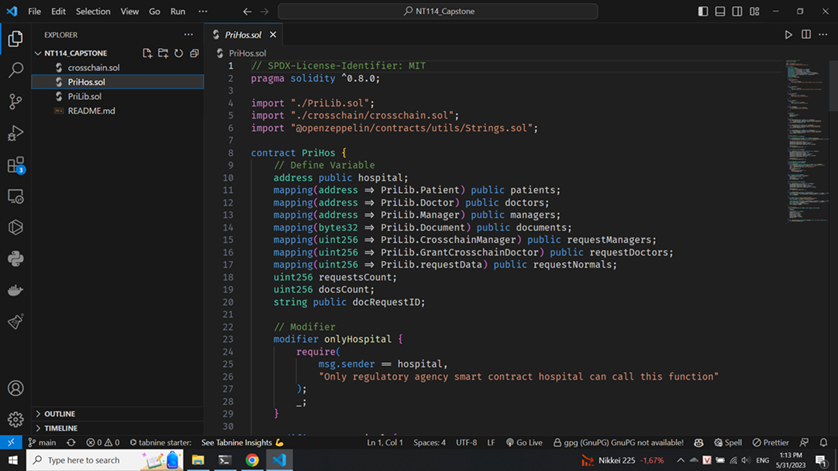 File Edit Selection View Go Run ··· ← → NT114_Capstone
EXPLORER ···
NT114_CAPSTONE
crosschain.sol
PriHos.sol
PriLib.sol
README.md
OUTLINE
TIMELINE
3
PriHos.sol ×
PriHos.sol
1 // SPDX-License-Identifier: MIT
2 pragma solidity ^0.8.0;
3
4 import "./PriLib.sol";
5 import "./crosschain/crosschain.sol";
6 import "@openzeppelin/contracts/utils/Strings.sol";
7
8 contract PriHos {
9 // Define Variable
10 address public hospital;
11 mapping(address => PriLib.Patient) public patients;
12 mapping(address => PriLib.Doctor) public doctors;
13 mapping(address => PriLib.Manager) public managers;
14 mapping(bytes32 => PriLib.Document) public documents;
15 mapping(uint256 => PriLib.CrosschainManager) public requestManagers;
16 mapping(uint256 => PriLib.GrantCrosschainDoctor) public requestDoctors;
17 mapping(uint256 => PriLib.requestData) public requestNormals;
18 uint256 requestsCount;
19 uint256 docsCount;
20 string public docRequestID;
21
22 // Modifier
23 modifier onlyHospital {
24 require(
25 msg.sender == hospital,
26 "Only regulatory agency smart contract hospital can call this function"
27 );
28 _;
29 }
30
main 0 0 tabnine starter: See Tabnine Insights Ln 1, Col 1 Spaces: 4 UTF-8 LF Go Live gpg (GnuPG) GnuPG not available! Spell Prettier
Type here to search Nikkei 225 -1,67% ENG 1:13 PM
5/31/2023